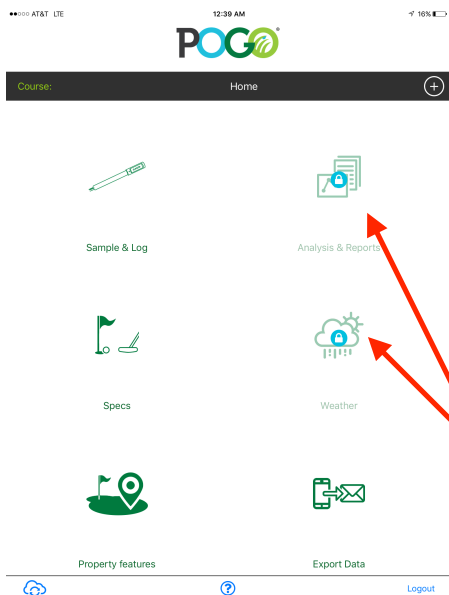 AT&T LTE 12:39 AM 16%
POGO
Course: Home
Sample & Log Analysis & Reports
Specs Weather
Property features Export Data
? Logout